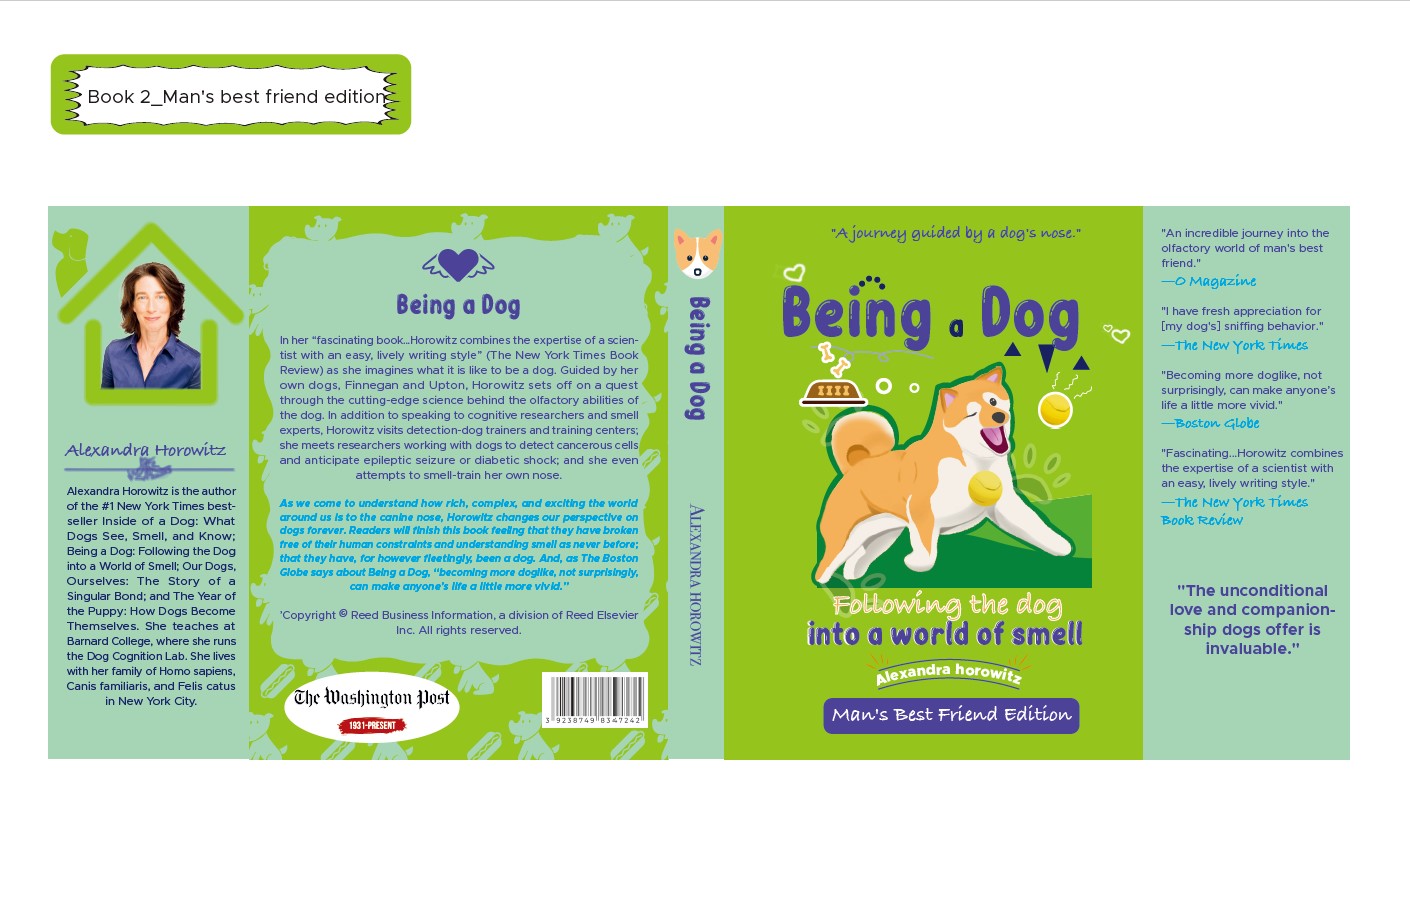 Book 2_Man's best friend edition
Alexandra Horowitz
Alexandra Horowitz is the author
of the #1 New York Times best-
seller Inside of a Dog: What
Dogs See, Smell, and Know;
Being a Dog: Following the Dog
into a World of Smell; Our Dogs,
Ourselves: The Story of a
Singular Bond; and The Year of
the Puppy: How Dogs Become
Themselves. She teaches at
Barnard College, where she runs
the Dog Cognition Lab. She lives
with her family of Homo sapiens,
Canis familiaris, and Felis catus
in New York City.
Being a Dog
In her “fascinating book...Horowitz combines the expertise of a scien-
tist with an easy, lively writing style” (The New York Times Book
Review) as she imagines what it is like to be a dog. Guided by her
own dogs, Finnegan and Upton, Horowitz sets off on a quest
through the cutting-edge science behind the olfactory abilities of
the dog. In addition to speaking to cognitive researchers and smell
experts, Horowitz visits detection-dog trainers and training centers;
she meets researchers working with dogs to detect cancerous cells
and anticipate epileptic seizure or diabetic shock; and she even
attempts to smell-train her own nose.
As we come to understand how rich, complex, and exciting the world
around us is to the canine nose, Horowitz changes our perspective on
dogs forever. Readers will finish this book feeling that they have broken
free of their human constraints and understanding smell as never before;
that they have, for however fleetingly, been a dog. And, as The Boston
Globe says about Being a Dog, “becoming more doglike, not surprisingly,
can make anyone's life a little more vivid.”
'Copyright © Reed Business Information, a division of Reed Elsevier
Inc. All rights reserved.
The Washington Post
1931-PRESENT
3 9238749 8347242
Being a Dog
Alexandra Horowitz
"A journey guided by a dog's nose."
Being a Dog
Following the dog
into a world of smell
Alexandra horowitz
Man's Best Friend Edition
"An incredible journey into the
olfactory world of man's best
friend."
—O Magazine
"I have fresh appreciation for
[my dog's] sniffing behavior."
—The New York Times
"Becoming more doglike, not
surprisingly, can make anyone's
life a little more vivid."
—Boston Globe
"Fascinating...Horowitz combines
the expertise of a scientist with
an easy, lively writing style."
—The New York Times
Book Review
"The unconditional
love and companion-
ship dogs offer is
invaluable."